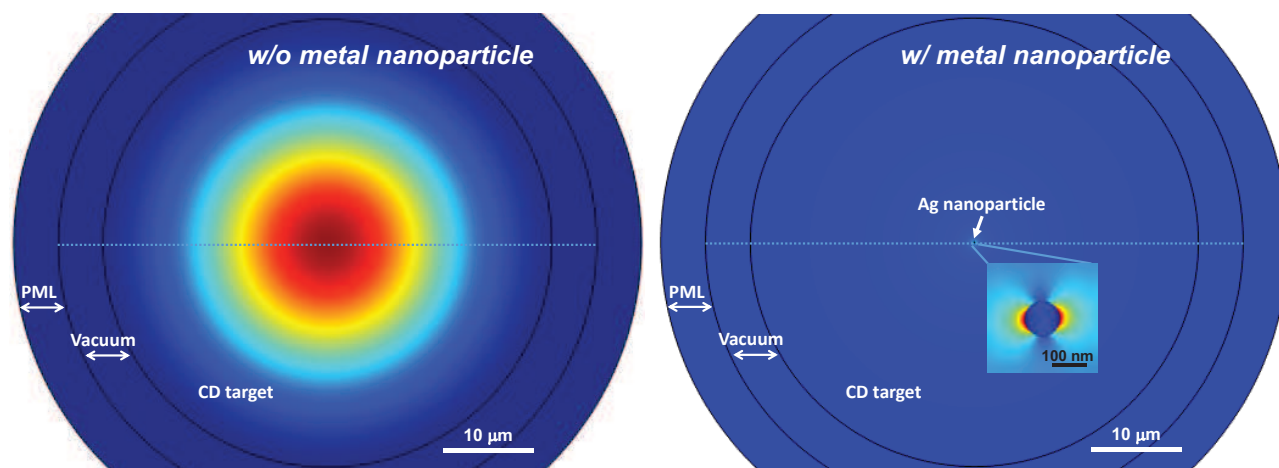 w/o metal nanoparticle
PML
Vacuum
CD target
10 μm
w/ metal nanoparticle
Ag nanoparticle
PML
Vacuum
100 nm
CD target
10 μm